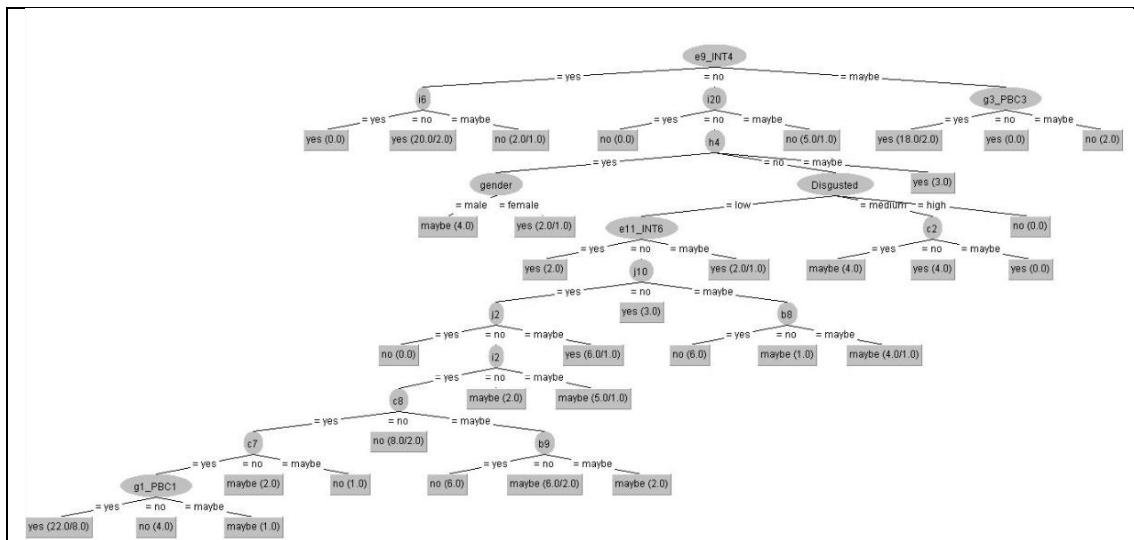 e9_INT4
= yes = no = maybe
i6 i20 g3_PBC3
= yes = no = maybe = yes = no = maybe = yes = no = maybe
yes (0.0) yes (20.0/2.0) no (2.0/1.0) no (0.0) h4 no (5.0/1.0) yes (18.0/2.0) yes (0.0) no (2.0)
= yes = no = maybe
gender Disgusted yes (3.0)
= male = female = low = medium = high
maybe (4.0) yes (2.0/1.0) e11_INT6 c2 no (0.0)
= yes = no = maybe = yes = no = maybe
yes (2.0) j10 yes (2.0/1.0) maybe (4.0) yes (4.0) yes (0.0)
= yes = no = maybe
j2 yes (3.0) b8
= yes = no = maybe = yes = no = maybe
no (0.0) i2 yes (6.0/1.0) no (6.0) maybe (1.0) maybe (4.0/1.0)
= yes = no = maybe
c8 maybe (2.0) maybe (5.0/1.0)
= yes = no = maybe
c7 no (8.0/2.0) b9
= yes = no = maybe = yes = no = maybe
g1_PBC1 maybe (2.0) no (1.0) no (6.0) maybe (6.0/2.0) maybe (2.0)
= yes = no = maybe
yes (22.0/8.0) no (4.0) maybe (1.0)